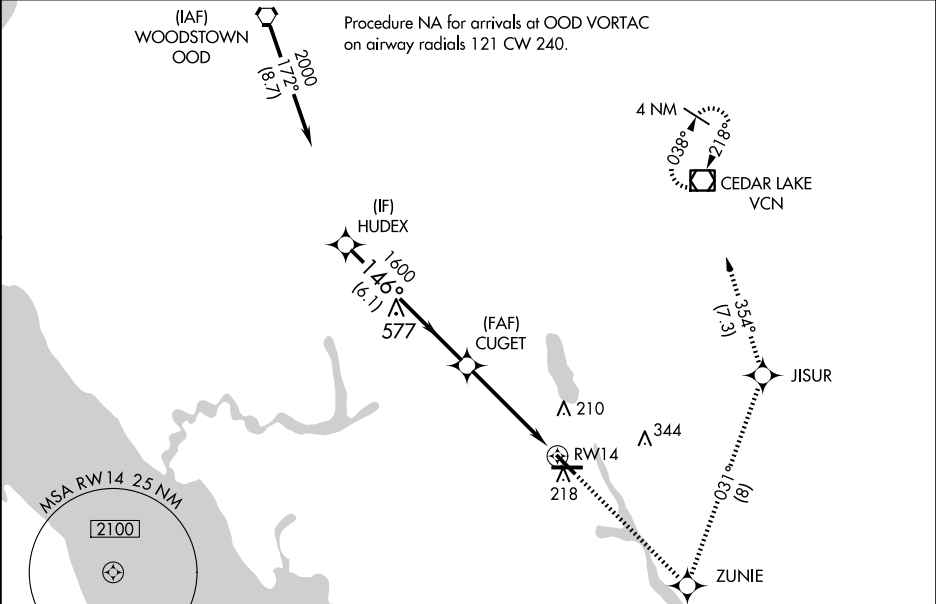 (IAF)
WOODSTOWN
OOD
Procedure NA for arrivals at OOD VORTAC
on airway radials 121 CW 240.
2000
172°
(8.7)
4 NM
038°
218°
CEDAR LAKE
VCN
(IF)
HUDEX
1600
146°
(6.1)
577
(FAF)
CUGET
354°
(7.3)
JISUR
210
344
RW14
218
031°
(8)
MSA RW14 25 NM
2100
ZUNIE